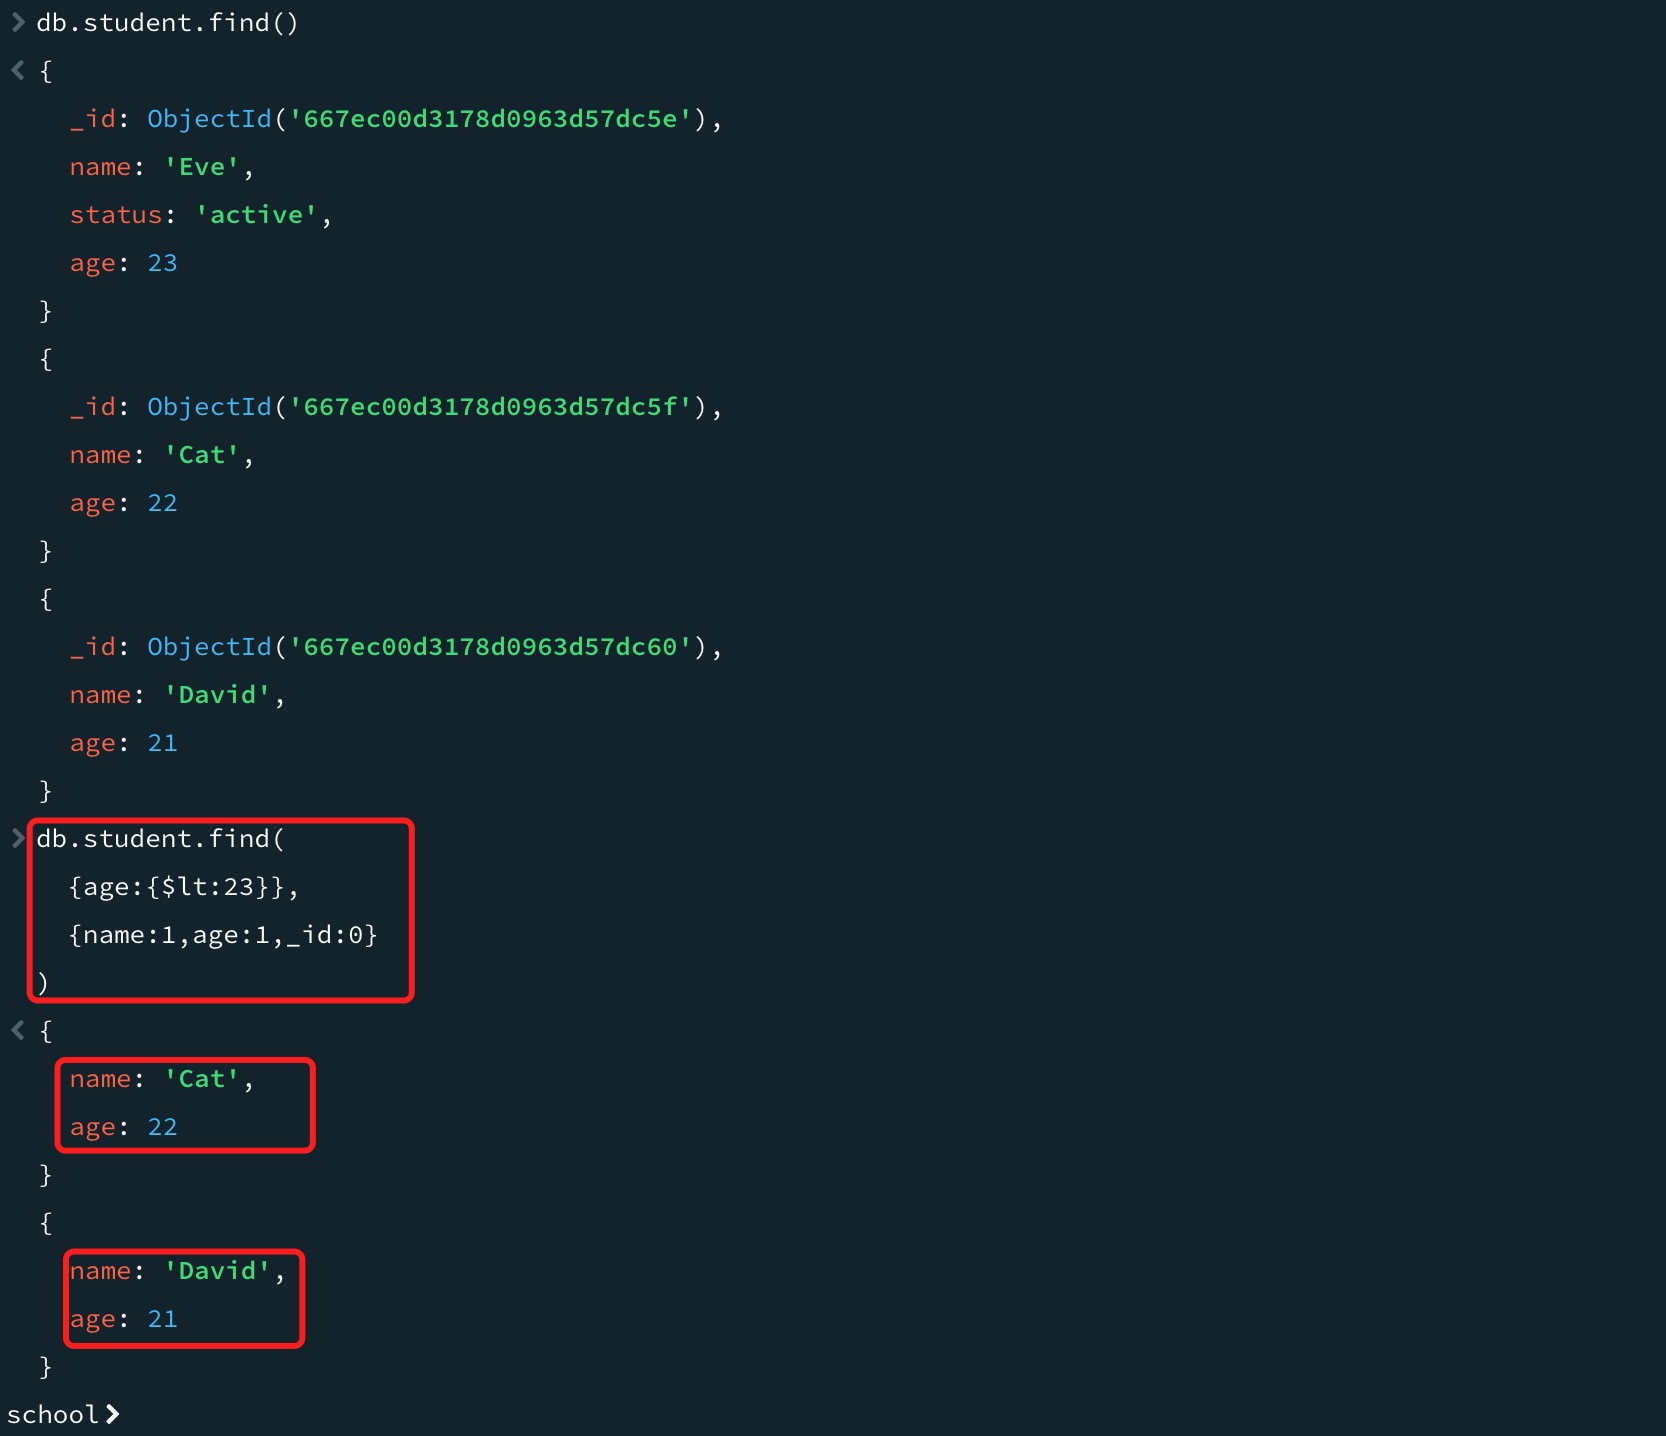 db.student.find()
{
_id: ObjectId('667ec00d3178d0963d57dc5e'),
name: 'Eve',
status: 'active',
age: 23
}
{
_id: ObjectId('667ec00d3178d0963d57dc5f'),
name: 'Cat',
age: 22
}
{
_id: ObjectId('667ec00d3178d0963d57dc60'),
name: 'David',
age: 21
}
db.student.find(
{age:{$lt:23}},
{name:1,age:1,_id:0}
)
{
name: 'Cat',
age: 22
}
{
name: 'David',
age: 21
}
school>